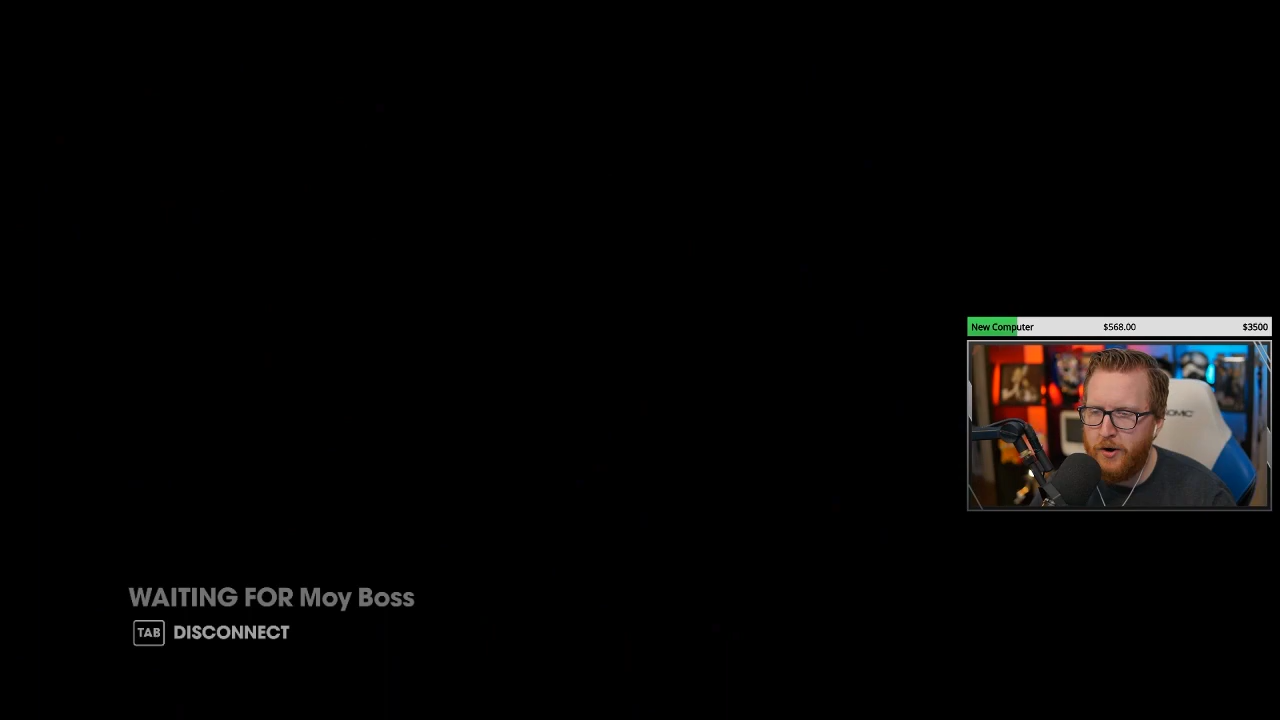 New Computer $568.00 $3500
WAITING FOR Moy Boss
TAB DISCONNECT